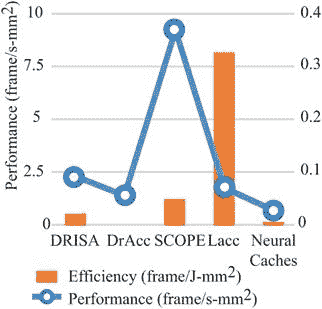 10
0.4
7.5
0.3
5
0.2
2.5
0.1
0
0
Performance (frame/s-mm²)
DRISA DrAcc SCOPE Lacc Neural
Caches
Efficiency (frame/J-mm²)
Performance (frame/s-mm²)